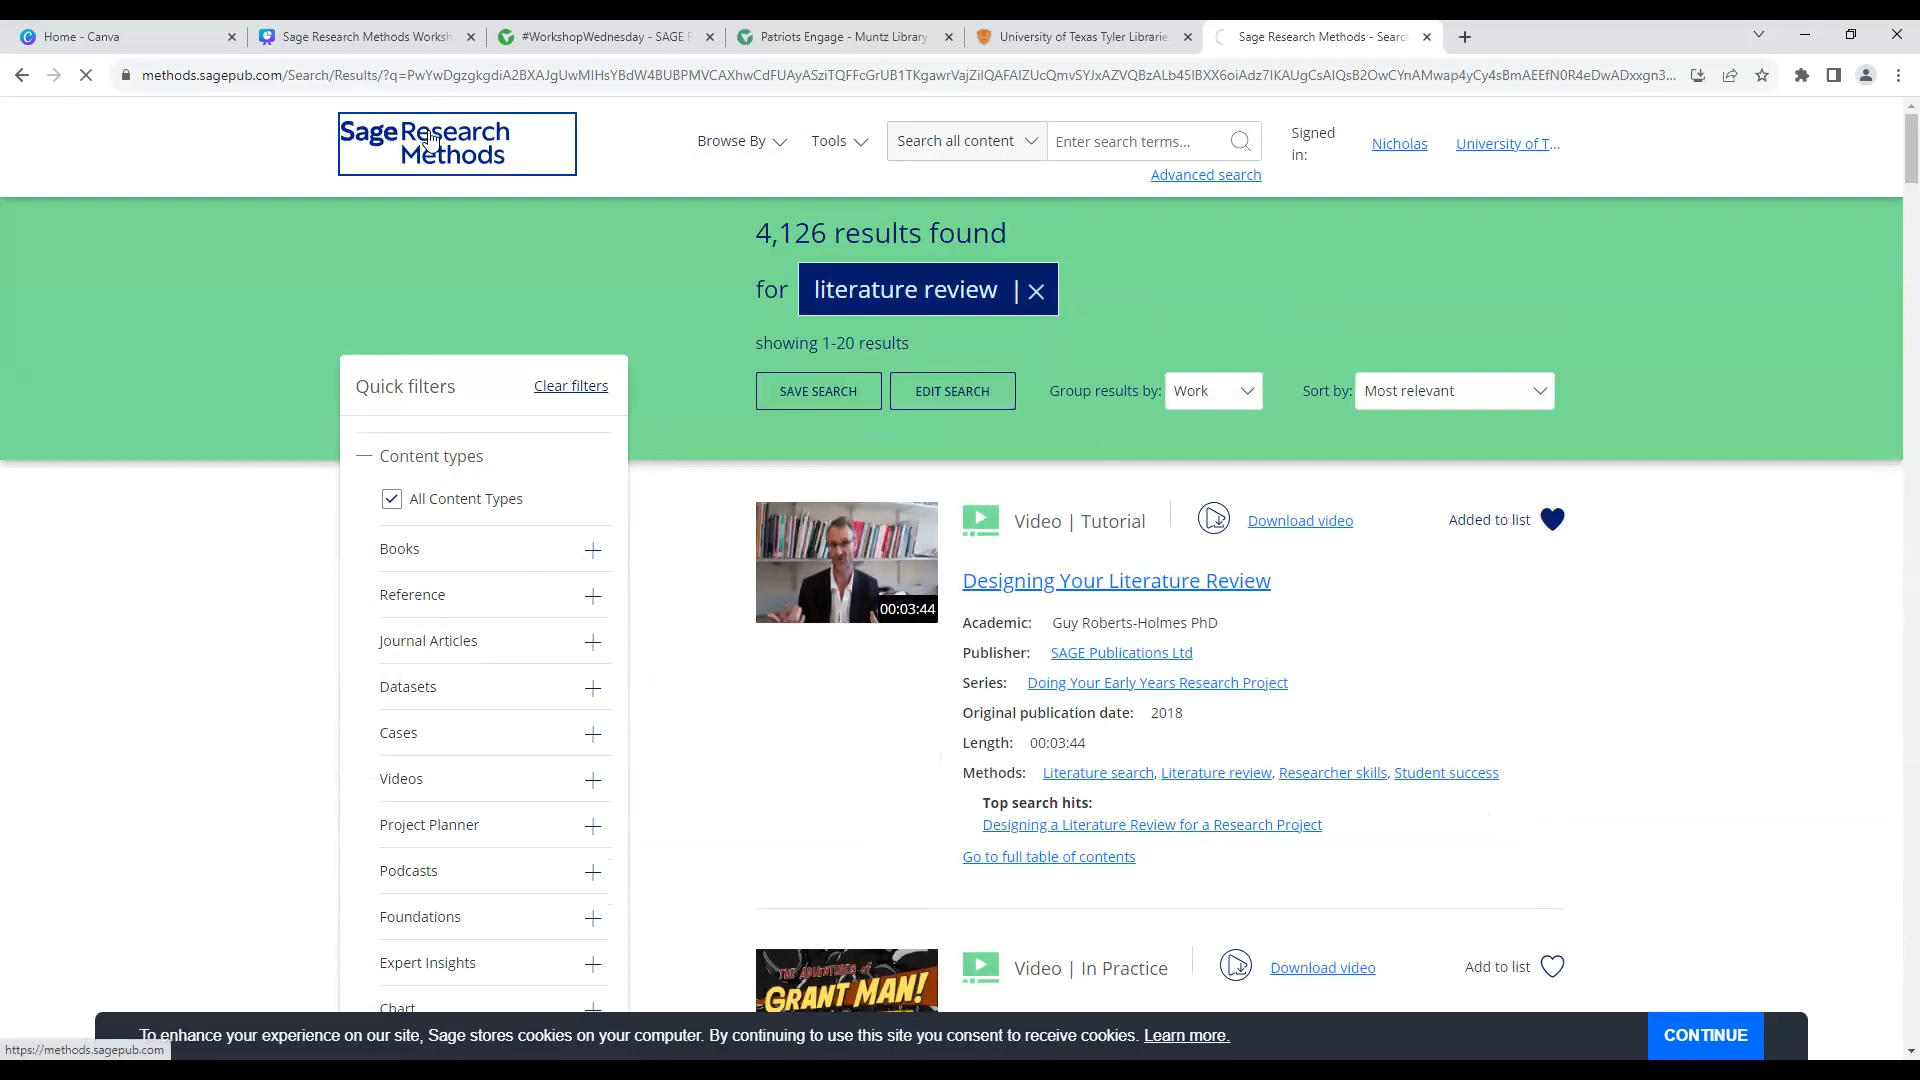 Home - Canva
Sage Research Methods Worksh
#WorkshopWednesday - SAGE R
Patriots Engage - Muntz Library
University of Texas Tyler Librarie
Sage Research Methods - Search
Sage Research
Methods
Browse By
Tools
Search all content
Enter search terms...
Advanced search
Signed
in:
Nicholas
University of T...
4,126 results found
for literature review | ×
showing 1-20 results
SAVE SEARCH
EDIT SEARCH
Group results by: Work
Sort by: Most relevant
Quick filters
Clear filters
Content types
All Content Types
Books
Reference
Journal Articles
Datasets
Cases
Videos
Project Planner
Podcasts
Foundations
Expert Insights
Chart
00:03:44
Video | Tutorial
Download video
Added to list
Designing Your Literature Review
Academic: Guy Roberts-Holmes PhD
Publisher: SAGE Publications Ltd
Series: Doing Your Early Years Research Project
Original publication date: 2018
Length: 00:03:44
Methods: Literature search, Literature review, Researcher skills, Student success
Top search hits:
Designing a Literature Review for a Research Project
Go to full table of contents
THE ADVENTURES OF
GRANT MAN!
Video | In Practice
Download video
Add to list
To enhance your experience on our site, Sage stores cookies on your computer. By continuing to use this site you consent to receive cookies. Learn more.
CONTINUE
https://methods.sagepub.com